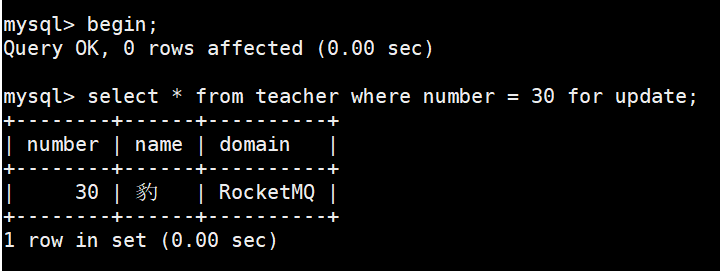 mysql> begin;
Query OK, 0 rows affected (0.00 sec)

mysql> select * from teacher where number = 30 for update;
+--------+------+----------+
| number | name | domain   |
+--------+------+----------+
|     30 | 豹   | RocketMQ |
+--------+------+----------+
1 row in set (0.00 sec)